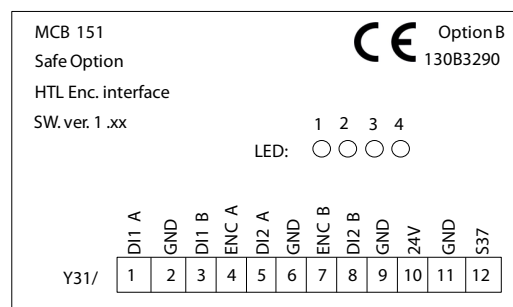 MCB 151
Safe Option
HTL Enc. interface
SW. ver. 1 .xx
CE
Option B
130B3290
1 2 3 4
LED:
DI1 A GND DI1 B ENC A DI2 A GND ENC B DI2 B GND 24V GND S37
Y31/ 1 2 3 4 5 6 7 8 9 10 11 12